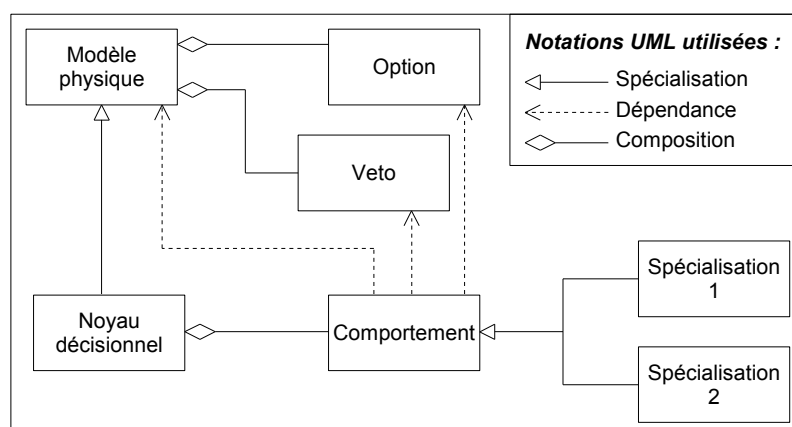 Modèle
physique
Option
Notations UML utilisées :
Spécialisation
Dépendance
Composition
Veto
Spécialisation
1
Noyau
décisionnel
Comportement
Spécialisation
2